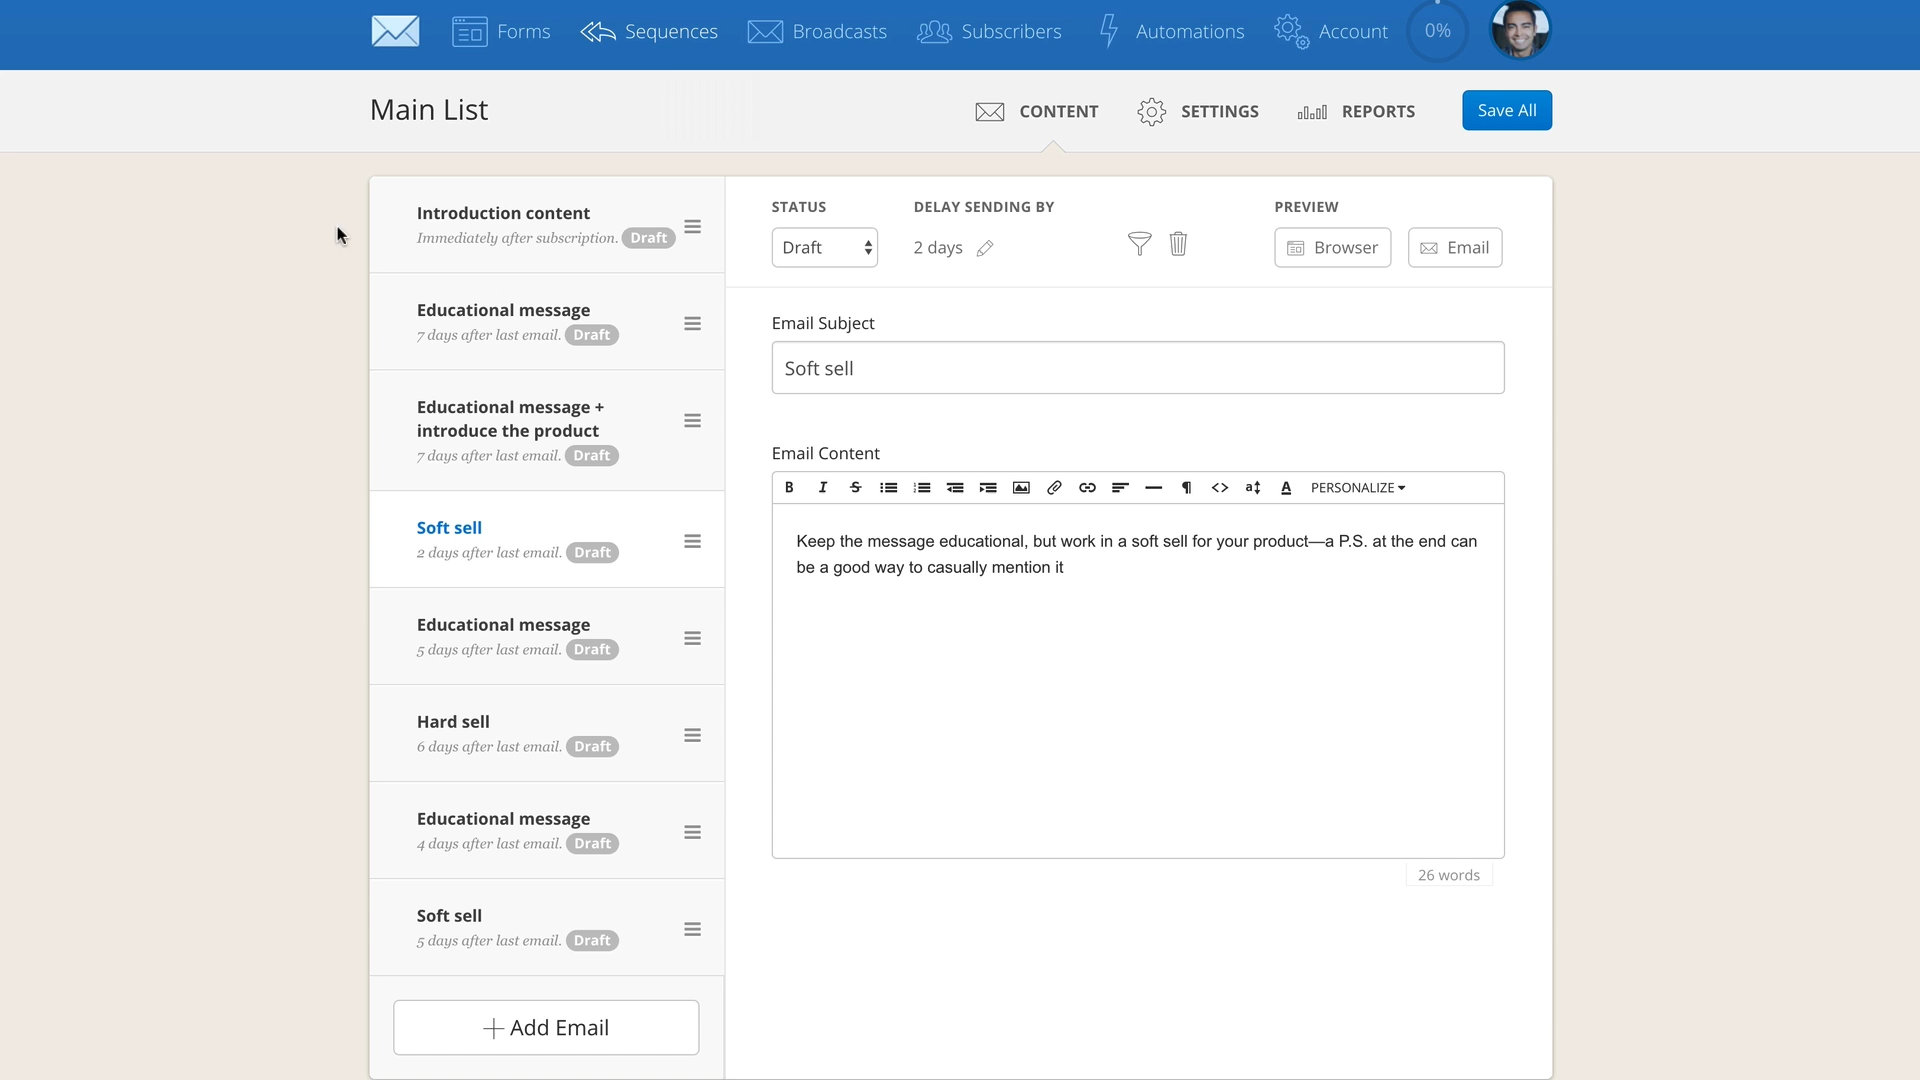 Forms
Sequences
Broadcasts
Subscribers
Automations
Account
0%
Main List
CONTENT
SETTINGS
REPORTS
Save All
Introduction content
Immediately after subscription. Draft
Educational message
7 days after last email. Draft
Educational message +
introduce the product
7 days after last email. Draft
Soft sell
2 days after last email. Draft
Educational message
5 days after last email. Draft
Hard sell
6 days after last email. Draft
Educational message
4 days after last email. Draft
Soft sell
5 days after last email. Draft
Add Email
STATUS
Draft
DELAY SENDING BY
2 days
PREVIEW
Browser
Email
Email Subject
Soft sell
Email Content
B I S a A PERSONALIZE
Keep the message educational, but work in a soft sell for your product—a P.S. at the end can
be a good way to casually mention it
26 words